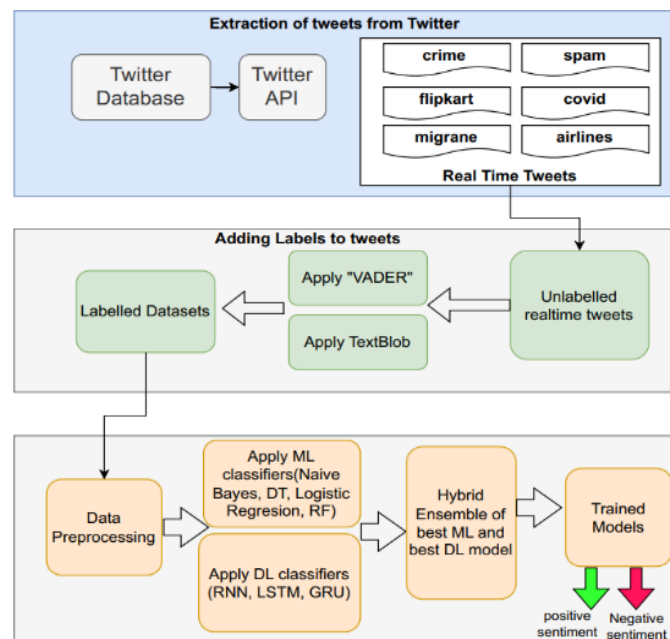 Extraction of tweets from Twitter
Twitter
Database
Twitter
API
crime
spam
flipkart
covid
migrane
airlines
Real Time Tweets
Adding Labels to tweets
Labelled Datasets
Apply "VADER"
Apply TextBlob
Unlabelled
realtime tweets
Data
Preprocessing
Apply ML
classifiers(Naive
Bayes, DT, Logistic
Regresion, RF)
Apply DL classifiers
(RNN, LSTM, GRU)
Hybrid
Ensemble of
best ML and
best DL model
Trained
Models
positive
sentiment
Negative
sentiment